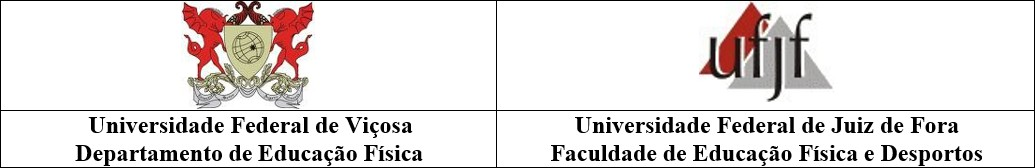 ufjf
Universidade Federal de Viçosa
Departamento de Educação Física
Universidade Federal de Juiz de Fora
Faculdade de Educação Física e Desportos